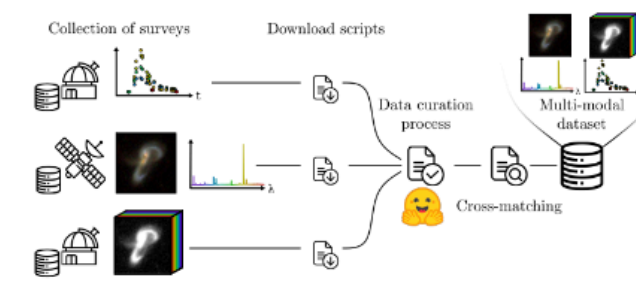 Collection of surveys
Download scripts
t
Data curation
process
λ
Multi-modal
dataset
λ
Cross-matching